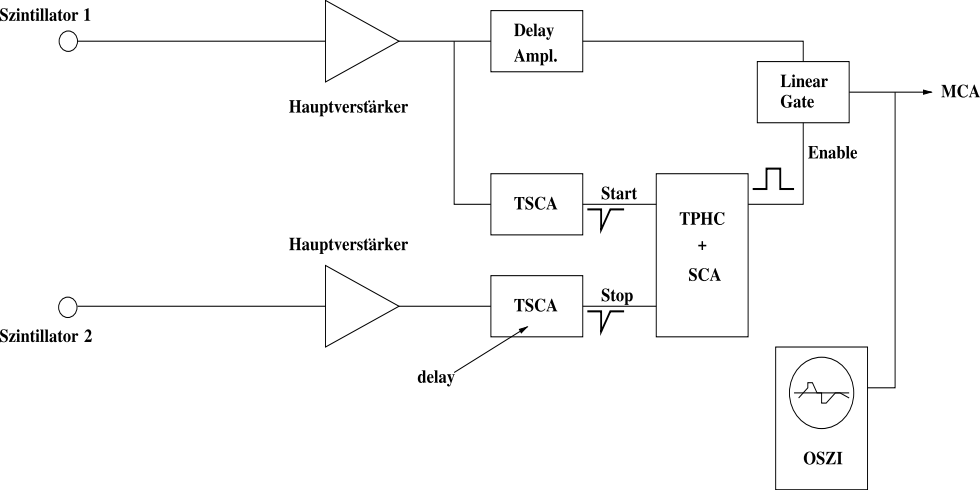 Szintillator 1
Hauptverstärker
Delay
Ampl.
Linear
Gate
MCA
Enable
TSCA
Start
TPHC
+
SCA
Hauptverstärker
TSCA
Stop
Szintillator 2
delay
OSZI